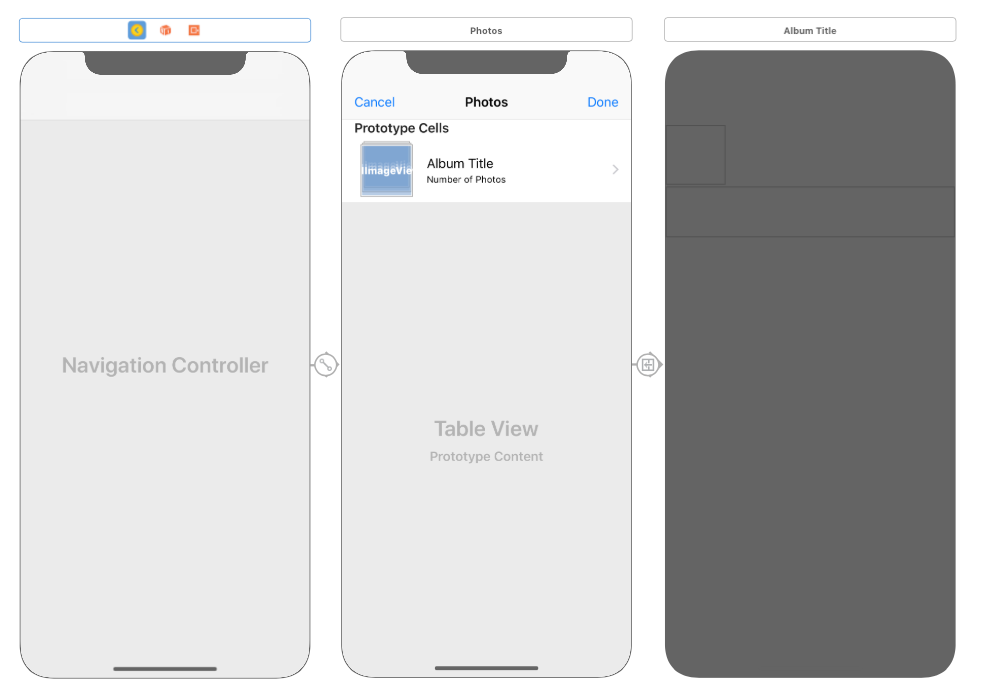 Photos
Album Title
Cancel
Photos
Done
Prototype Cells
Album Title
Number of Photos
Navigation Controller
Table View
Prototype Content